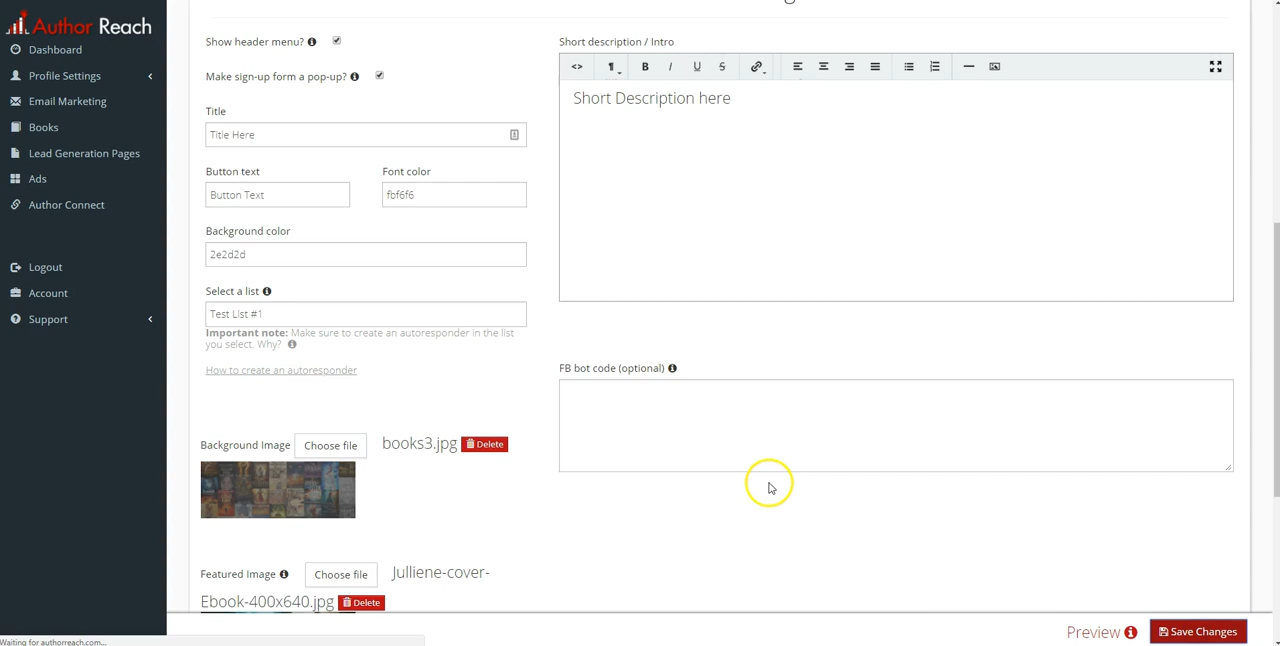 Author Reach
Dashboard
Profile Settings
Email Marketing
Books
Lead Generation Pages
Ads
Author Connect
Logout
Account
Support
Show header menu?
Make sign-up form a pop-up?
Title
Title Here
Button text
Font color
Button Text
fbf6f6
Background color
2e2d2d
Select a list
Test List #1
Important note: Make sure to create an autoresponder in the list
you select. Why?
How to create an autoresponder
Background Image
Choose file
books3.jpg
Delete
Featured Image
Choose file
Julliene-cover-
Ebook-400x640.jpg
Delete
Short description / Intro
<> ¶ B I U S
Short Description here
FB bot code (optional)
Preview
Save Changes
Waiting for authorreach.com...